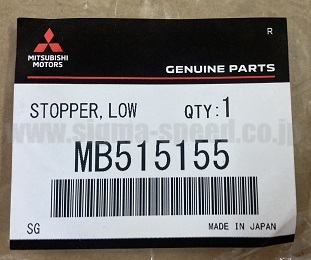 R
MITSUBISHI
MOTORS
GENUINE PARTS
STOPPER, LOW QTY:1
www.sigma-speed.co.jp
MB515155
SG MADE IN JAPAN